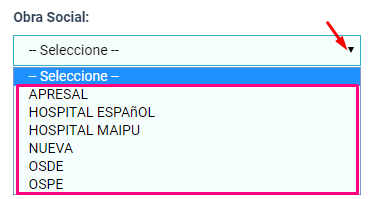 Obra Social:
-- Seleccione --
-- Seleccione --
APRESAL
HOSPITAL ESPAñOL
HOSPITAL MAIPU
NUEVA
OSDE
OSPE